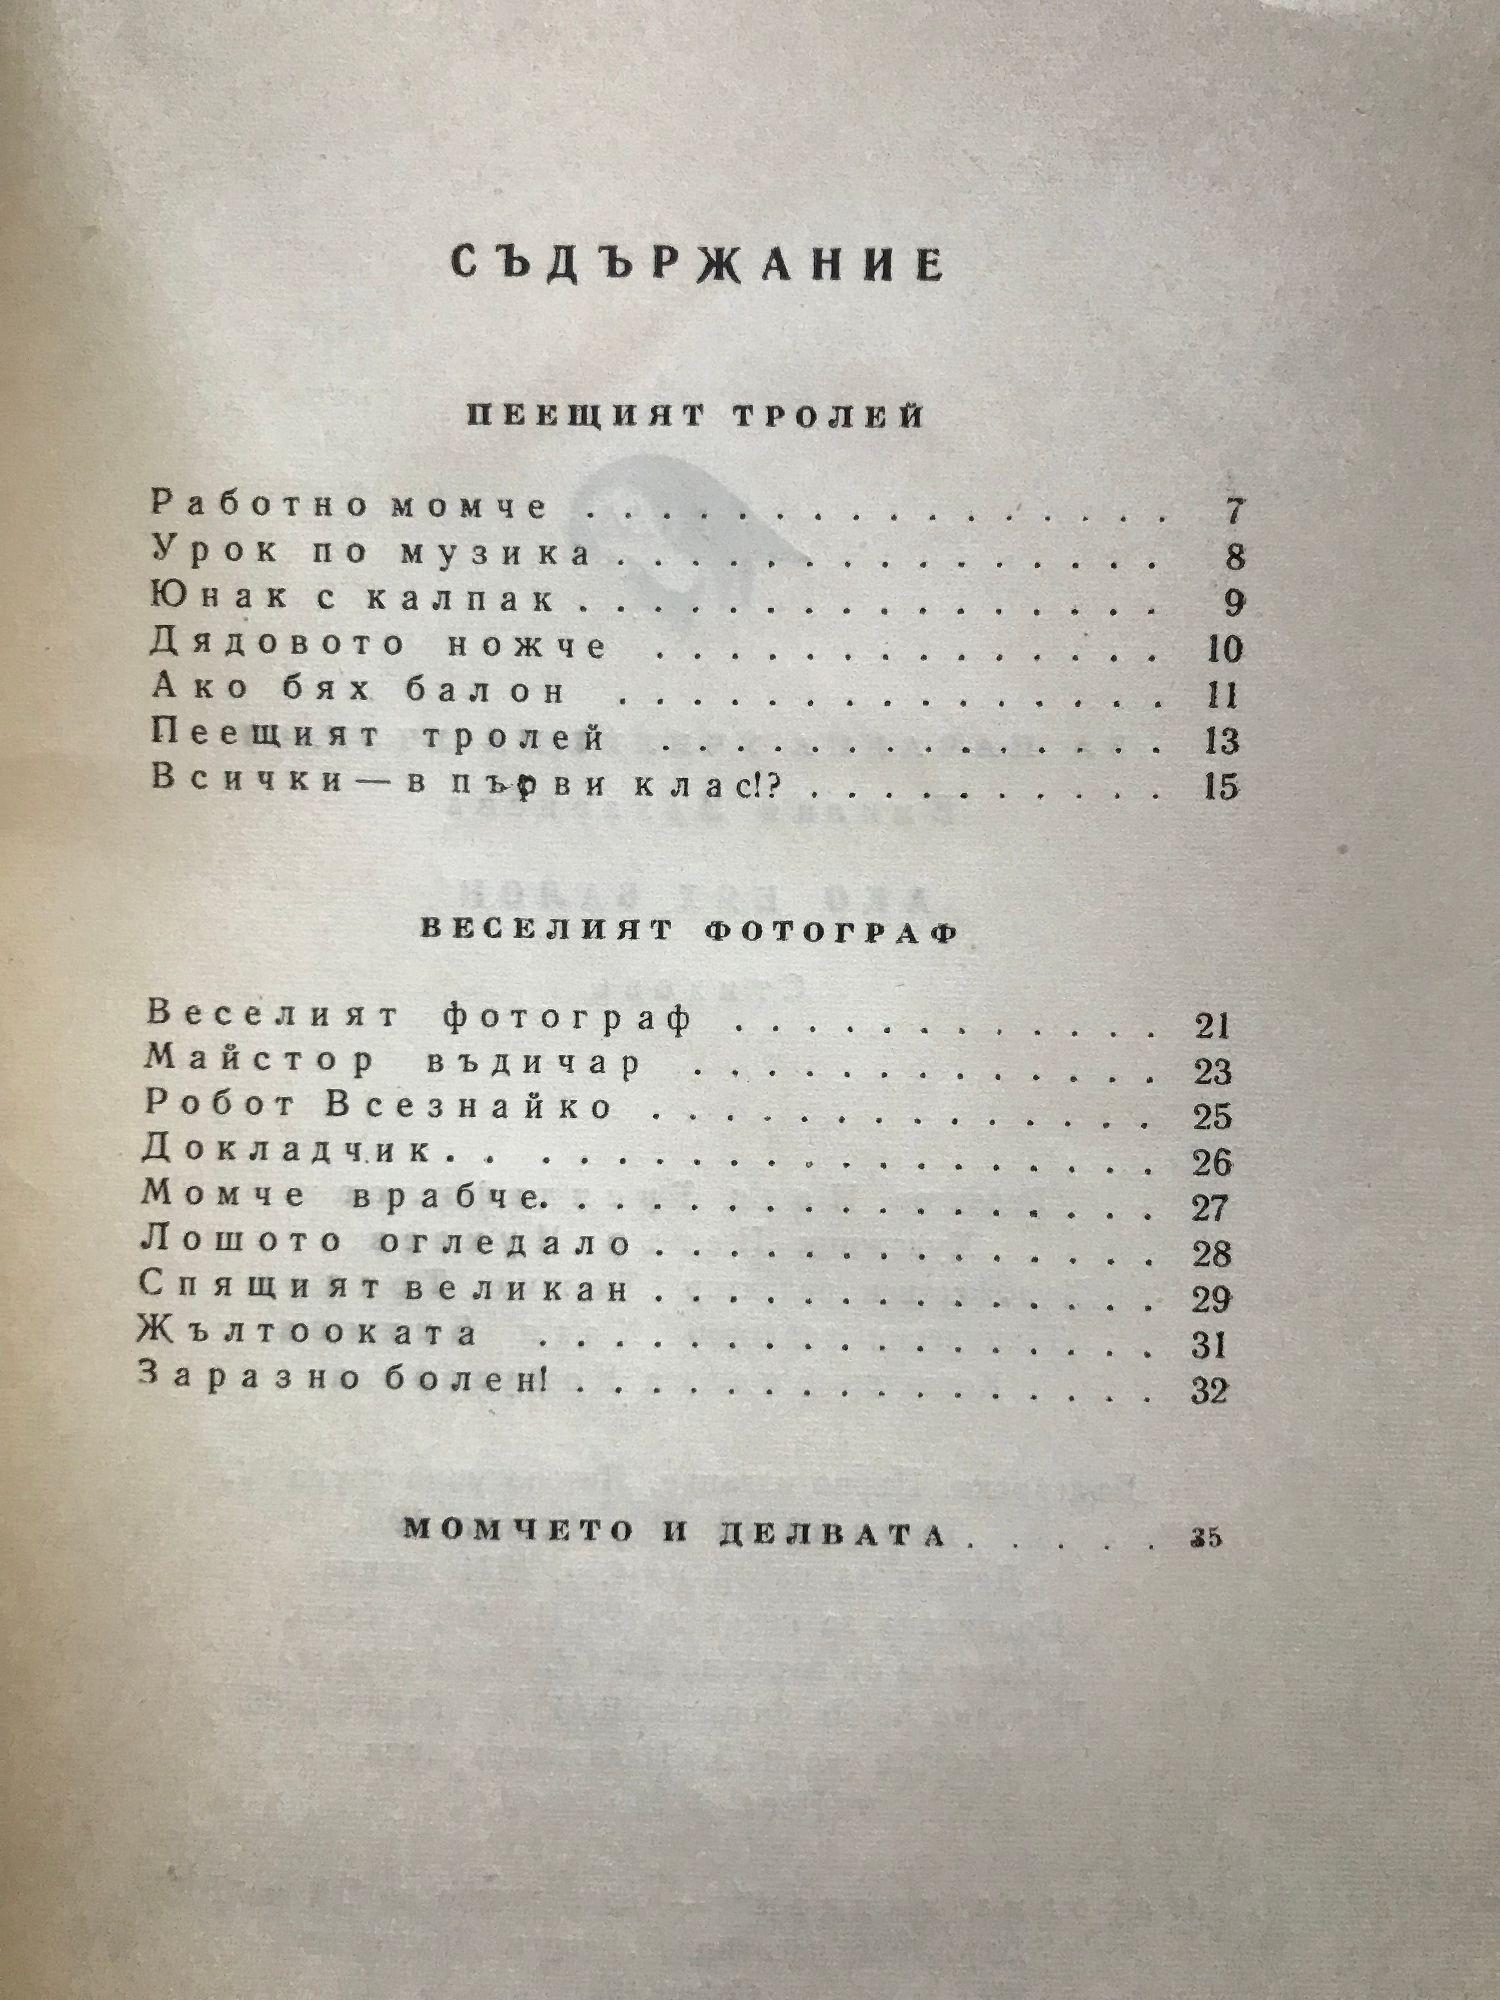 СЪДЪРЖАНИЕ
ПЕЕЩИЯТ ТРОЛЕЙ
Работно момче . . . . . . . . . . . . . . . . 7
Урок по музика . . . . . . . . . . . . . . . 8
Юнак с калпак . . . . . . . . . . . . . . . . 9
Дядовото ножче . . . . . . . . . . . . . . 10
Ако бях балон . . . . . . . . . . . . . . . 11
Пеещият тролей . . . . . . . . . . . . . . 13
Всички — в първи клас!? . . . . . . . . . . 15
ВЕСЕЛИЯТ ФОТОГРАФ
Веселият фотограф . . . . . . . . . . . . 21
Майстор въдичар . . . . . . . . . . . . . 23
Робот Всезнайко . . . . . . . . . . . . . . 25
Докладчик . . . . . . . . . . . . . . . . . . . 26
Момче врабче . . . . . . . . . . . . . . . . . 27
Лошото огледало . . . . . . . . . . . . . . 28
Спящият великан . . . . . . . . . . . . . . 29
Жълтооката . . . . . . . . . . . . . . . . . 31
Заразно болен! . . . . . . . . . . . . . . . . 32
МОМЧЕТО И ДЕЛВАТА . . . . . . 35